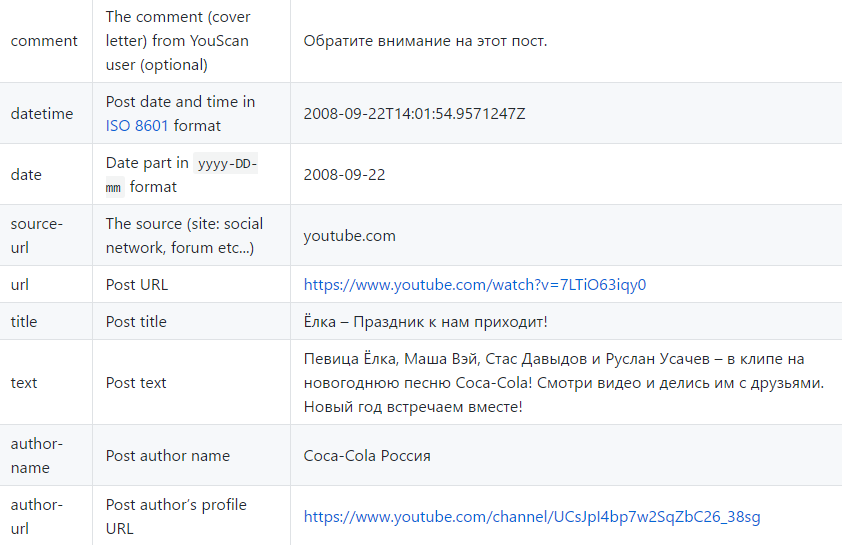 comment
The comment (cover
letter) from YouScan
user (optional)
Обратите внимание на этот пост.
datetime
Post date and time in
ISO 8601 format
2008-09-22T14:01:54.9571247Z
date
Date part in yyyy-DD-
mm format
2008-09-22
source-
url
The source (site: social
network, forum etc...)
youtube.com
url
Post URL
https://www.youtube.com/watch?v=7LTiO63iqy0
title
Post title
Ёлка – Праздник к нам приходит!
text
Post text
Певица Ёлка, Маша Вэй, Стас Давыдов и Руслан Усачев – в клипе на
новогоднюю песню Coca-Cola! Смотри видео и делись им с друзьями.
Новый год встречаем вместе!
author-
name
Post author name
Coca-Cola Россия
author-
url
Post author’s profile
URL
https://www.youtube.com/channel/UCsJpI4bp7w2SqZbC26_38sg